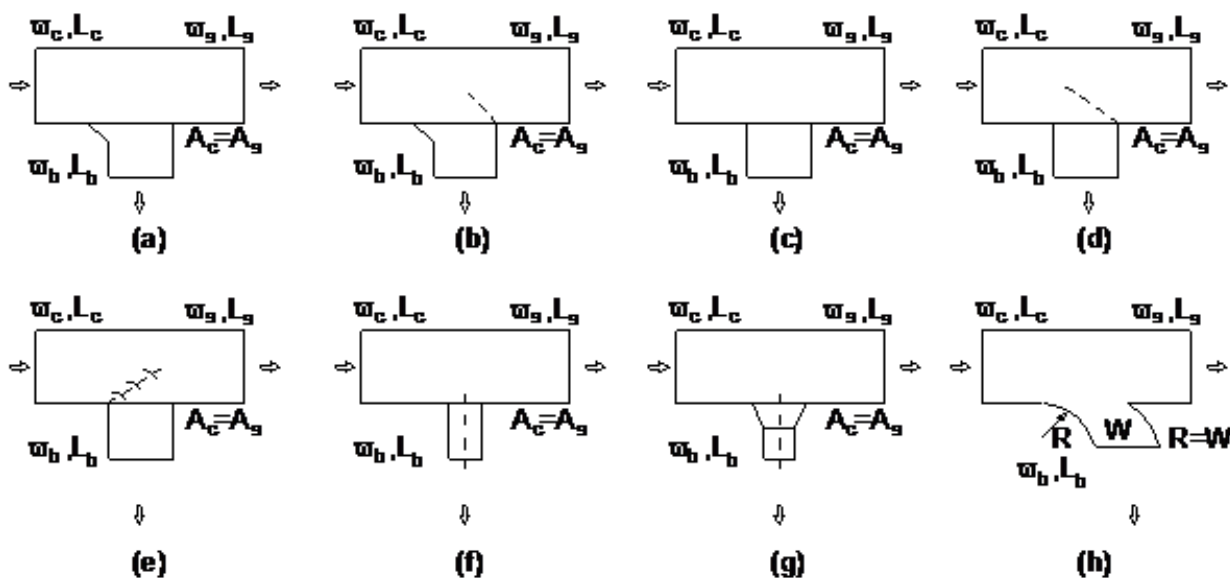 ϖc,Lc ϖs,Ls ϖc,Lc ϖs,Ls ϖc,Lc ϖs,Ls ϖc,Lc ϖs,Ls
Ac=As Ac=As Ac=As Ac=As
ϖb,Lb ϖb,Lb ϖb,Lb ϖb,Lb
(a) (b) (c) (d)
ϖc,Lc ϖs,Ls ϖc,Lc ϖs,Ls ϖc,Lc ϖs,Ls ϖc,Lc ϖs,Ls
Ac=As Ac=As Ac=As R W R=W
ϖb,Lb ϖb,Lb ϖb,Lb ϖb,Lb
(e) (f) (g) (h)